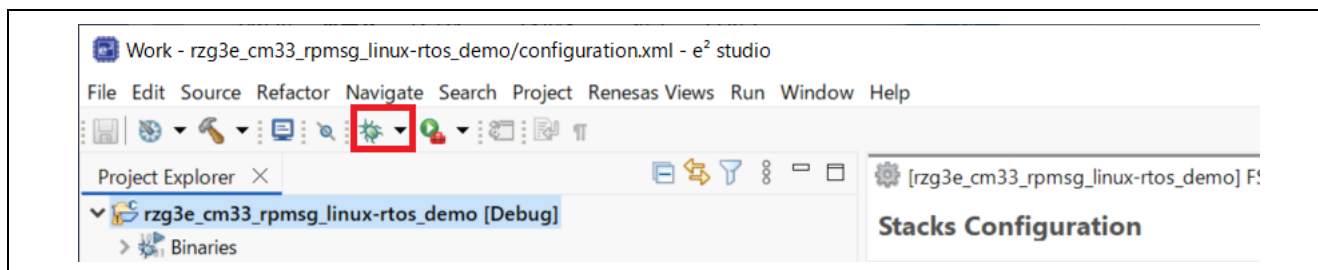 Work - rzg3e_cm33_rpmsg_linux-rtos_demo/configuration.xml - e² studio
File Edit Source Refactor Navigate Search Project Renesas Views Run Window Help
Project Explorer
[rzg3e_cm33_rpmsg_linux-rtos_demo] FS
rzg3e_cm33_rpmsg_linux-rtos_demo [Debug]
Stacks Configuration
Binaries